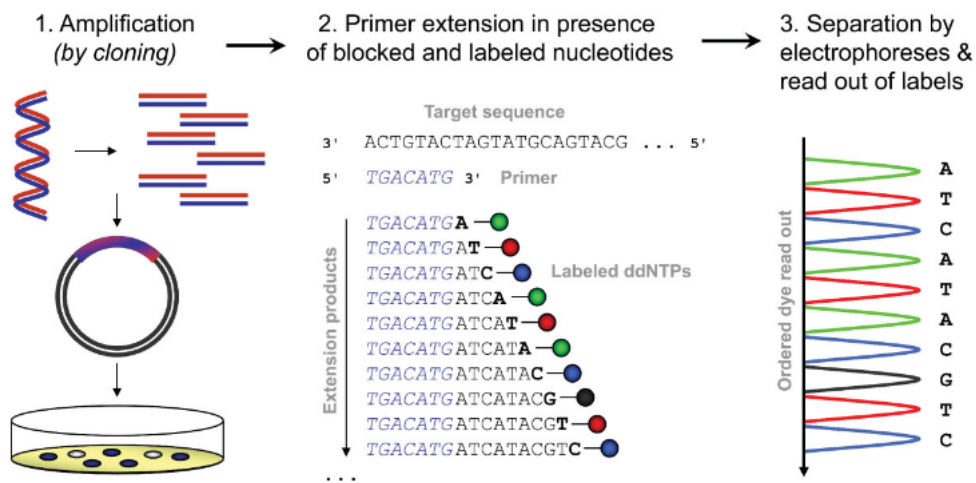 1. Amplification
(by cloning)
2. Primer extension in presence
of blocked and labeled nucleotides
3. Separation by
electrophoreses &
read out of labels
Target sequence
3' ACTGTACTAGTATGCAGTACG ... 5'
5' TGACATG 3' Primer
Extension products
TGACATGA
TGACATGAT
TGACATGATC
Labeled ddNTPs
TGACATGATCA
TGACATGATCAT
TGACATGATCATA
TGACATGATCATAC
TGACATGATCATACG
TGACATGATCATACGT
TGACATGATCATACGTC
...
Ordered dye read out
A
T
C
A
T
A
C
G
T
C